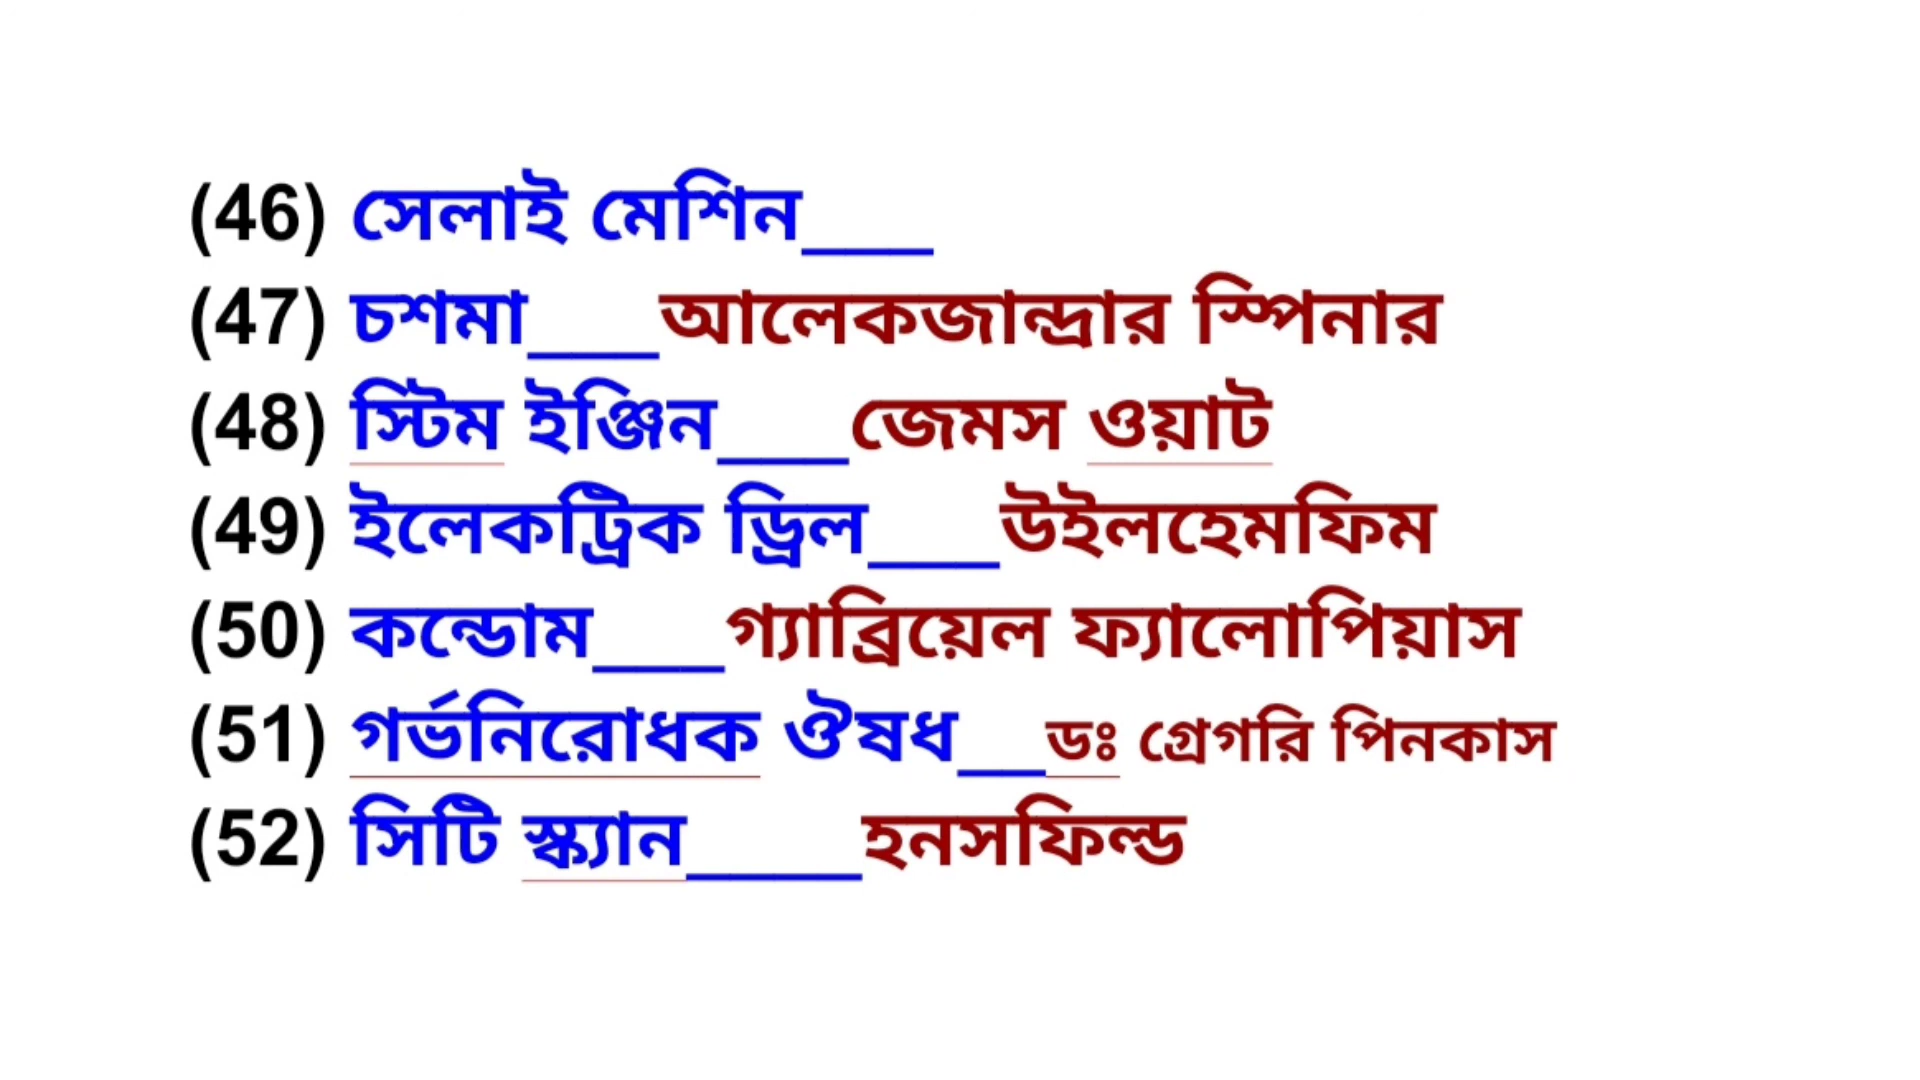 (46) সেলাই মেশিন___
(47) চশমা___আলেকজান্দ্রার স্পিনার
(48) স্টিম ইঞ্জিন___জেমস ওয়াট
(49) ইলেকট্রিক ড্রিল___উইলহেমফিম
(50) কন্ডোম___গ্যাব্রিয়েল ফ্যালোপিয়াস
(51) গর্ভনিরোধক ঔষধ__ডঃ গ্রেগরি পিনকাস
(52) সিটি স্ক্যান____হনসফিল্ড